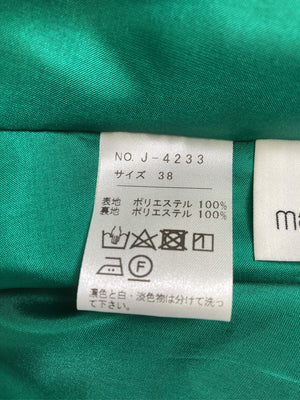 NO. J-4233
サイズ 38
表地 ポリエステル 100%
裏地 ポリエステル 100%
F
濃色と白・淡色物は分けて洗っ
て下さい。
ma